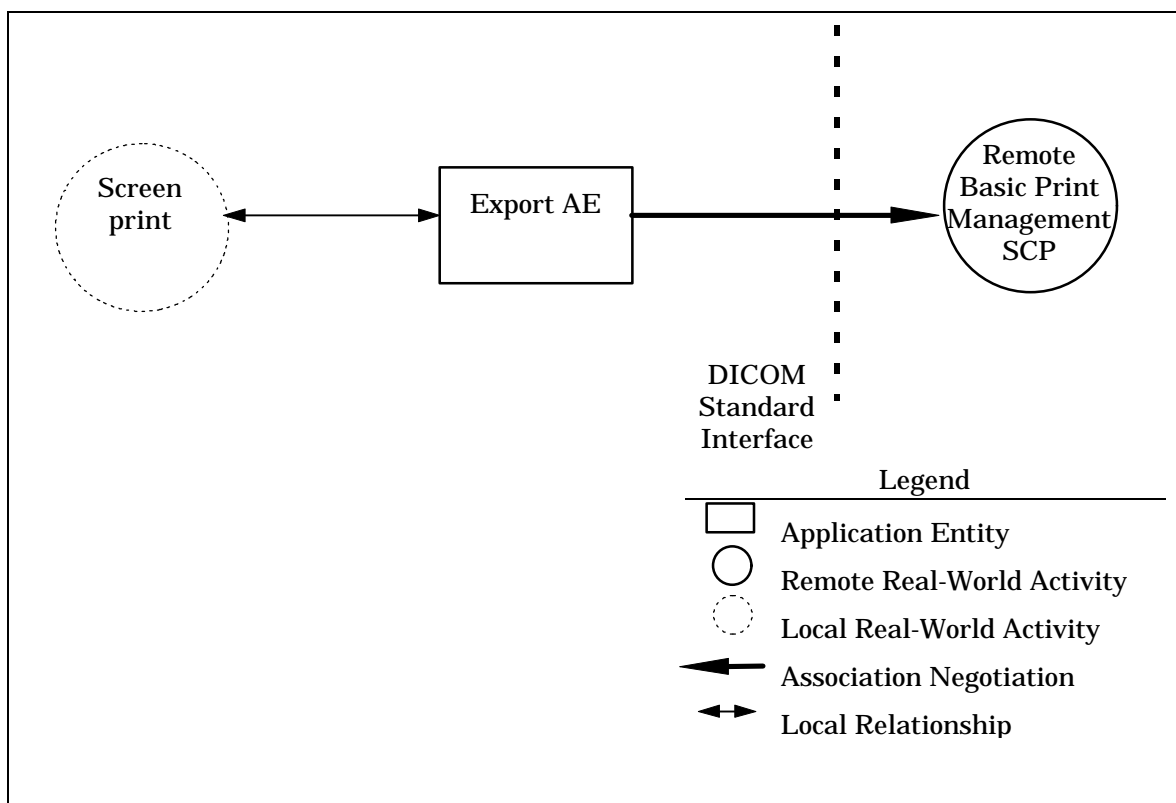 Screen
print
Export AE
Remote
Basic Print
Management
SCP
DICOM
Standard
Interface
Legend
Application Entity
Remote Real-World Activity
Local Real-World Activity
Association Negotiation
Local Relationship